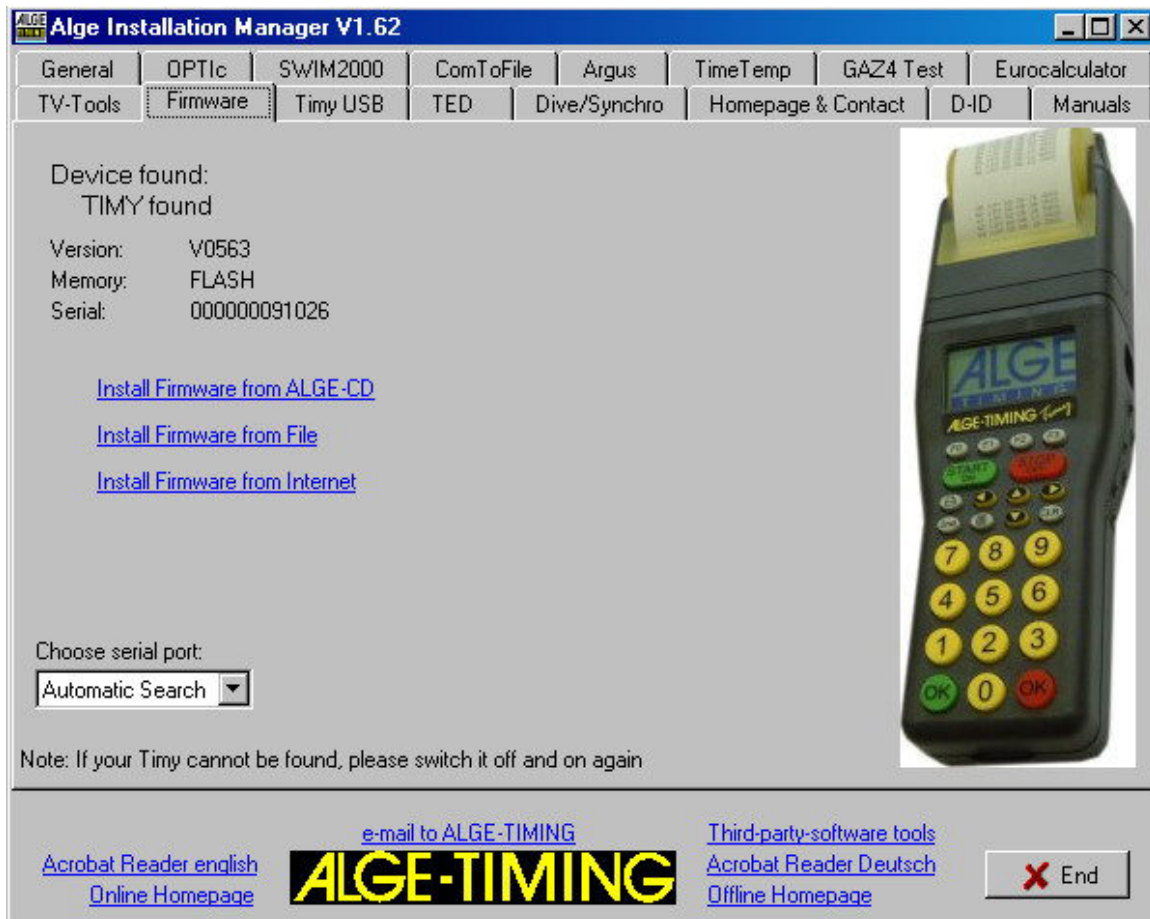 Alge Installation Manager V1.62
General OPTIc SWIM2000 ComToFile Argus TimeTemp GAZ4 Test Eurocalculator
TV-Tools Firmware Timy USB TED Dive/Synchro Homepage & Contact D-ID Manuals
Device found:
TIMY found
Version: V0563
Memory: FLASH
Serial: 000000091026
Install Firmware from ALGE-CD
Install Firmware from File
Install Firmware from Internet
Choose serial port:
Automatic Search
Note: If your Timy cannot be found, please switch it off and on again
ALGE
TIMING
ALGE-TIMING Timy
START
STOP
7 8 9
4 5 6
1 2 3
OK 0 OK
e-mail to ALGE-TIMING
Third-party-software tools
Acrobat Reader english
ALGE-TIMING
Acrobat Reader Deutsch
Online Homepage
Offline Homepage
End